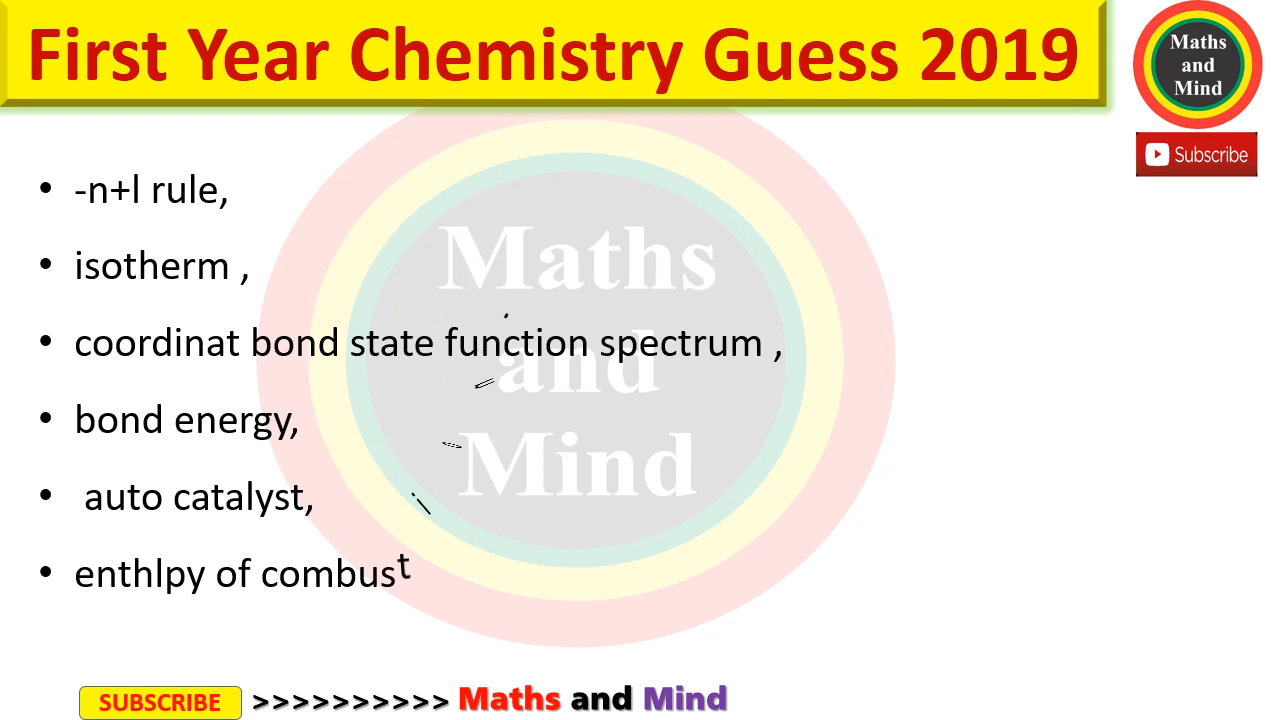 First Year Chemistry Guess 2019
Maths
and
Mind
Subscribe
• -n+l rule,
• isotherm ,
• coordinat bond state function spectrum ,
• bond energy,
• auto catalyst,
• enthlpy of combust
Maths
and
Mind
SUBSCRIBE >>>>>>>>>> Maths and Mind